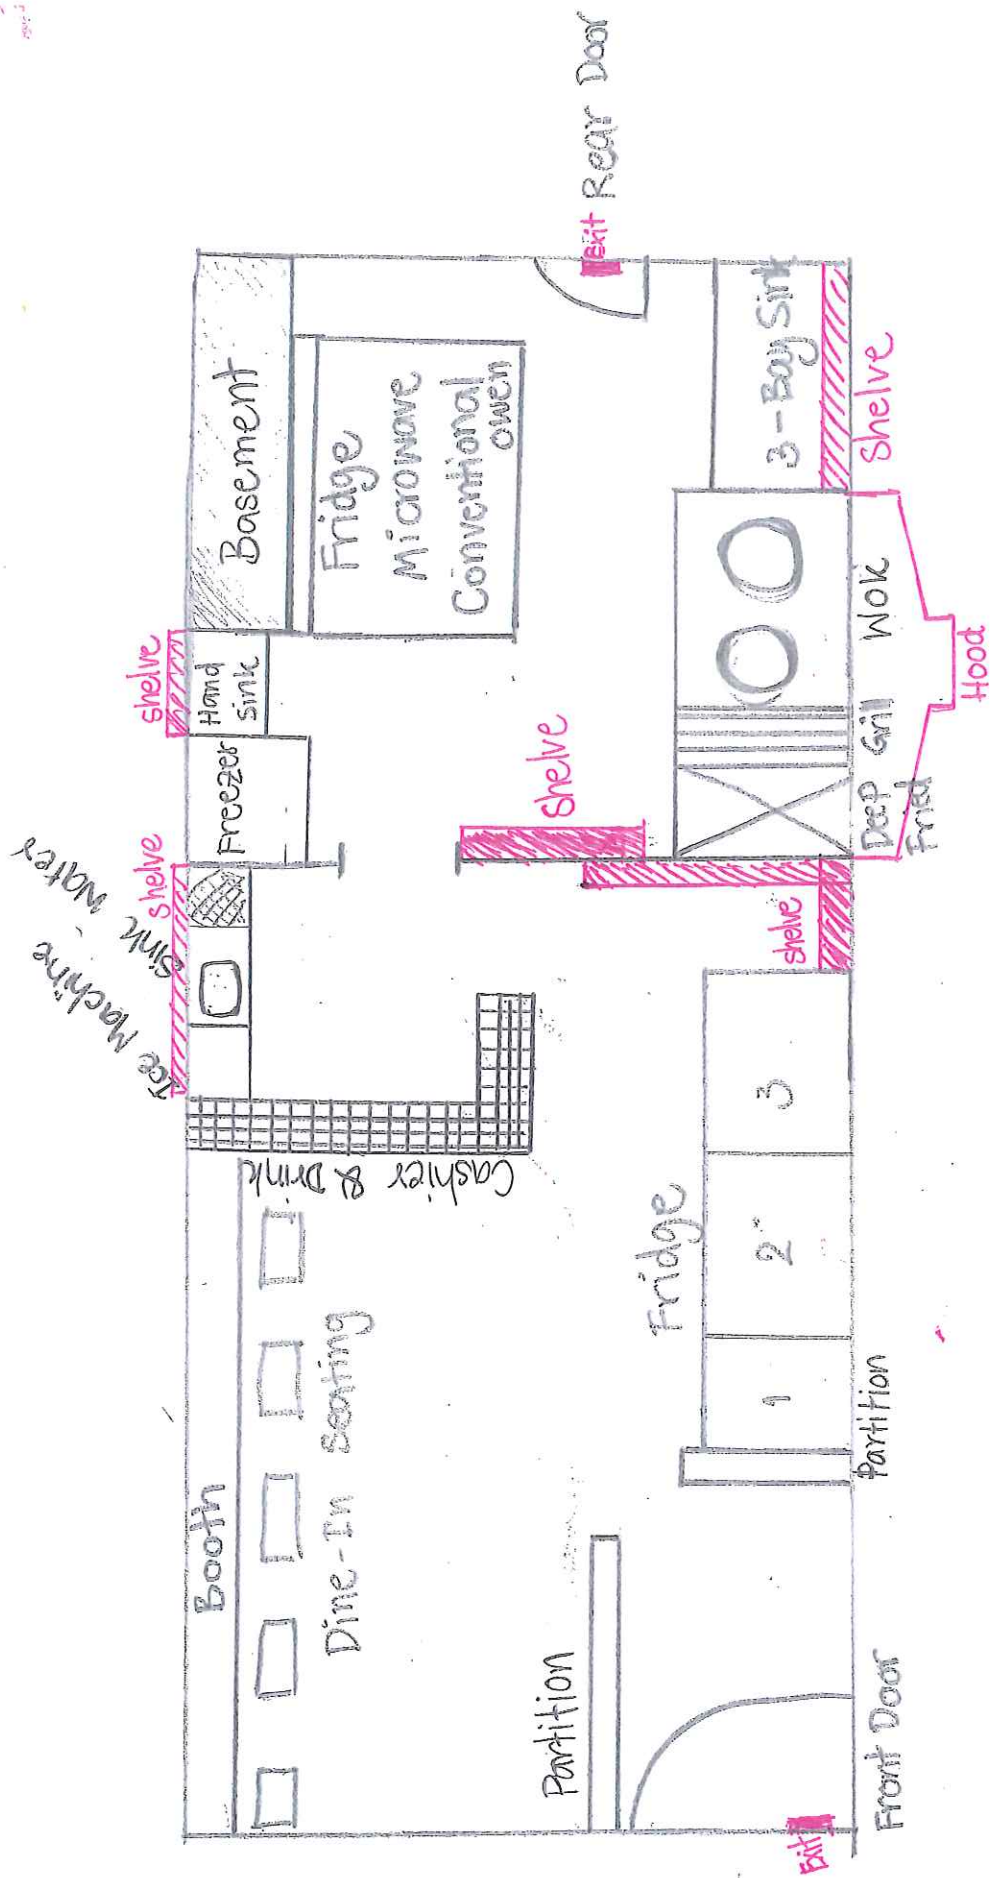 Ice Machine
Sink
Water
shelve
shelve
Booth
Freezer
Hand
sink
Basement
Dine-In Seating
Cashier & Drink
Fridge
Microwave
Conventional
owen
Partition
Shelve
Exit
Rear Door
Fridge
1
2
3
shelve
3-Bay Sink
Exit
Front Door
Partition
Deep
Fried
Grill
Wok
Shelve
Hood